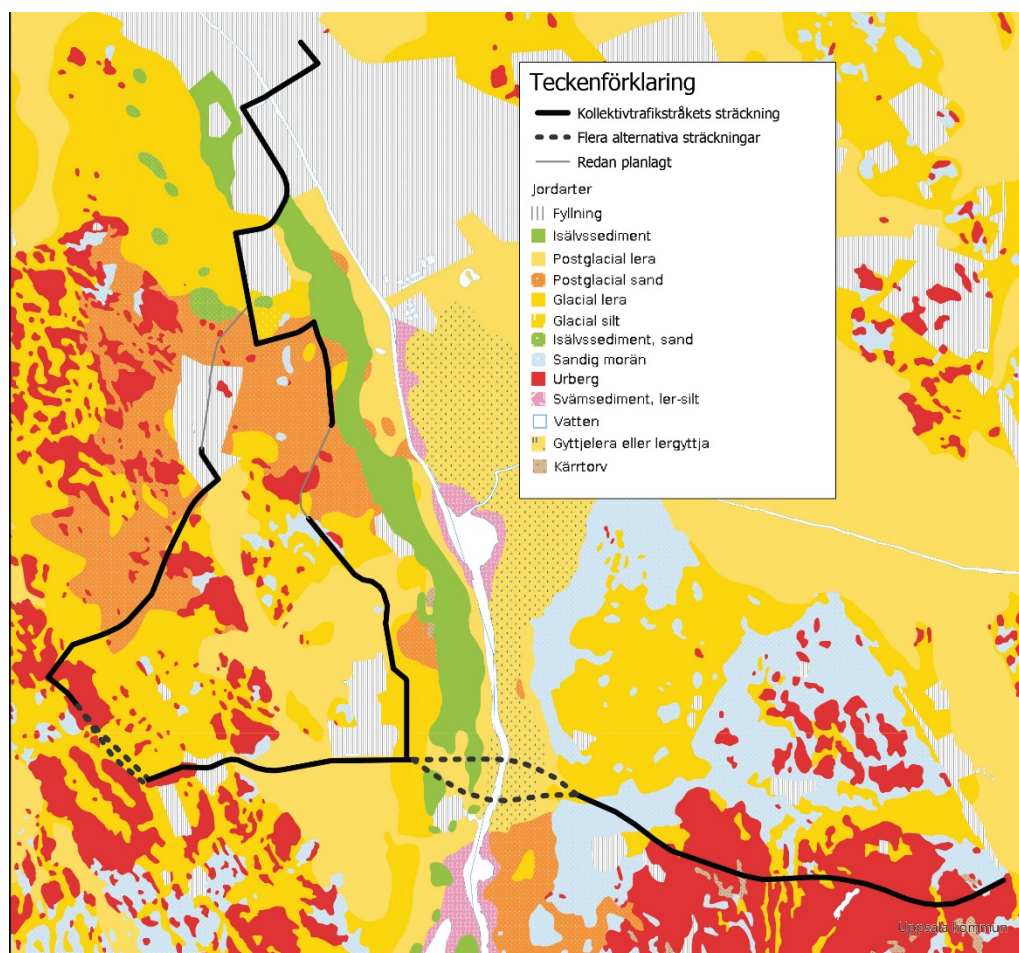 Teckenförklaring
Kollektivtrafikstråkets sträckning
Flera alternativa sträckningar
Redan planlagt
Jordarter
Fyllning
Isälvssediment
Postglacial lera
Postglacial sand
Glacial lera
Glacial silt
Isälvssediment, sand
Sandig morän
Urberg
Svämsediment, ler-silt
Vatten
Gyttjelera eller lergyttja
Kärrtorv
Uppsala kommun